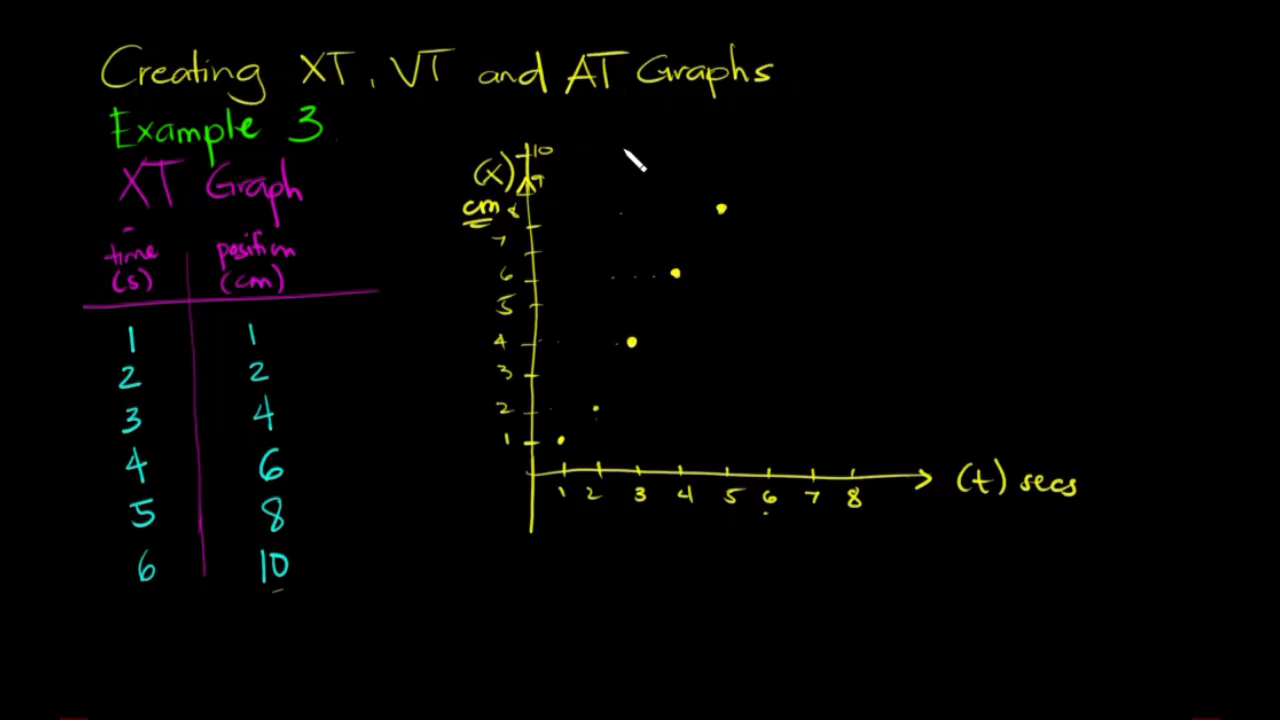 Creating XT, VT and AT Graphs
Example 3
XT Graph
time position
(s) (cm)
1 1
2 2
3 4
4 6
5 8
6 10
(x)
cm
10
9
8
7
6
5
4
3
2
1
1 2 3 4 5 6 7 8
(t) secs